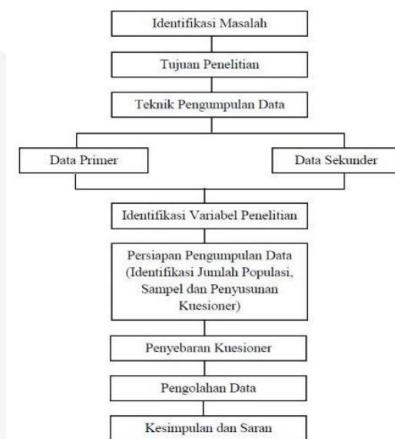 Identifikasi Masalah
Tujuan Penelitian
Teknik Pengumpulan Data
Data Primer
Data Sekunder
Identifikasi Variabel Penelitian
Persiapan Pengumpulan Data
(Identifikasi Jumlah Populasi,
Sampel dan Penyusunan
Kuesioner)
Penyebaran Kuesioner
Pengolahan Data
Kesimpulan dan Saran